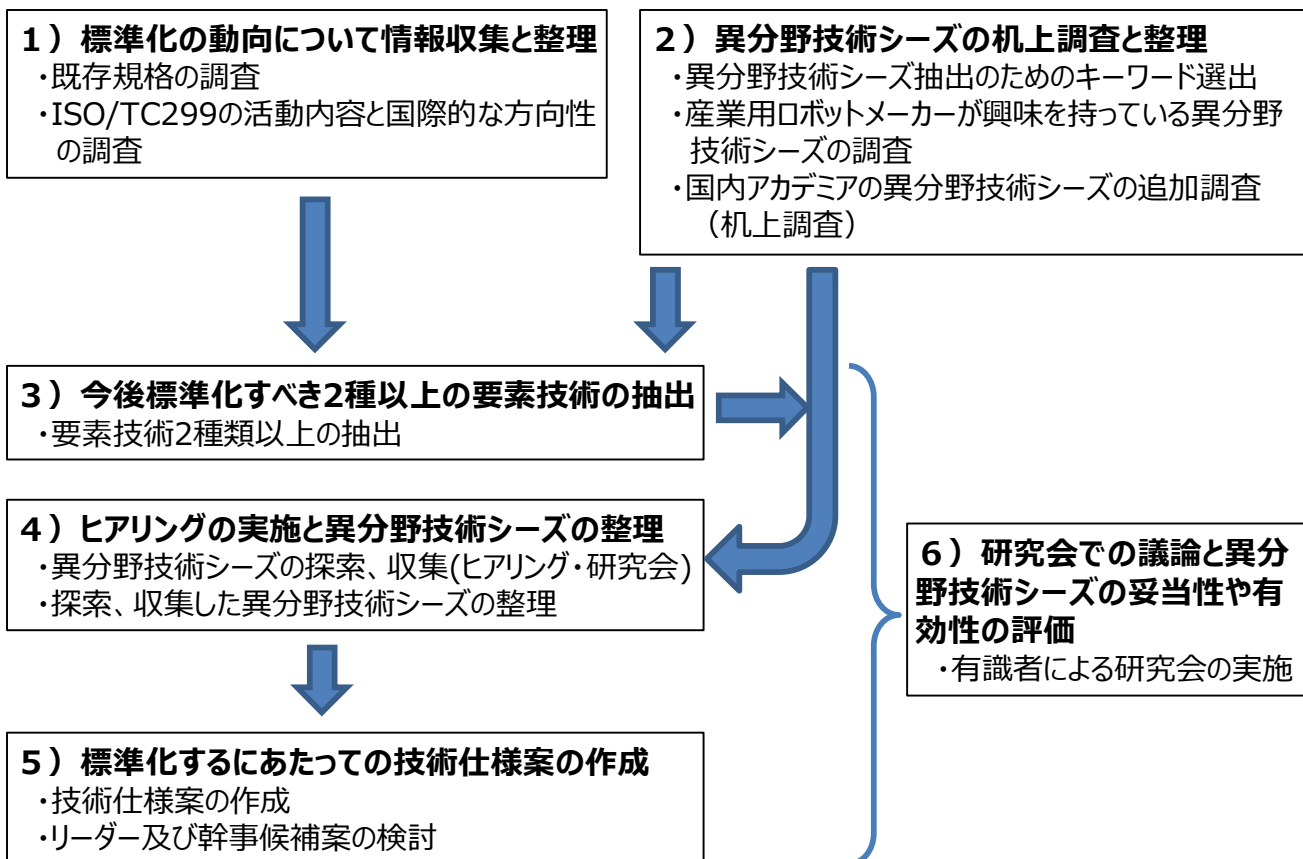 １）標準化の動向について情報収集と整理
・既存規格の調査
・ISO/TC299の活動内容と国際的な方向性
の調査
２）異分野技術シーズの机上調査と整理
・異分野技術シーズ抽出のためのキーワード選出
・産業用ロボットメーカーが興味を持っている異分野
技術シーズの調査
・国内アカデミアの異分野技術シーズの追加調査
（机上調査）
３）今後標準化すべき2種以上の要素技術の抽出
・要素技術2種類以上の抽出
４）ヒアリングの実施と異分野技術シーズの整理
・異分野技術シーズの探索、収集(ヒアリング・研究会)
・探索、収集した異分野技術シーズの整理
５）標準化するにあたっての技術仕様案の作成
・技術仕様案の作成
・リーダー及び幹事候補案の検討
６）研究会での議論と異分
野技術シーズの妥当性や有
効性の評価
・有識者による研究会の実施